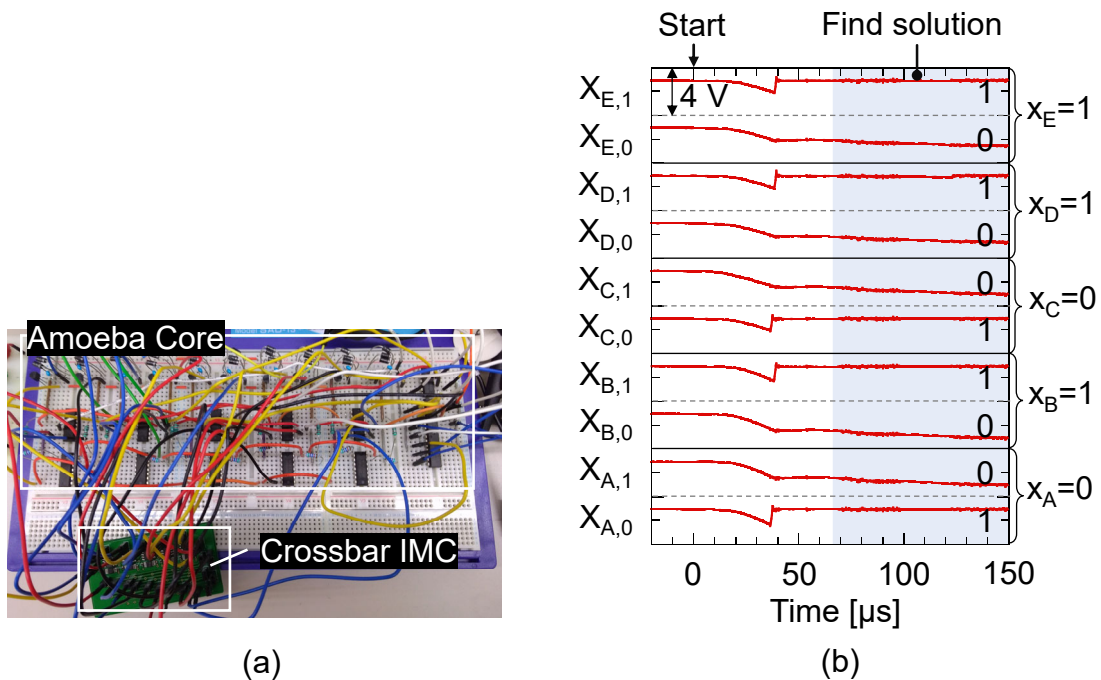 Amoeba Core
Crossbar IMC
(a)
Start
Find solution
4 V
X_E,1
1
X_E,0
0
x_E=1
X_D,1
1
X_D,0
0
x_D=1
X_C,1
0
X_C,0
1
x_C=0
X_B,1
1
X_B,0
0
x_B=1
X_A,1
0
X_A,0
1
x_A=0
0 50 100 150
Time [μs]
(b)